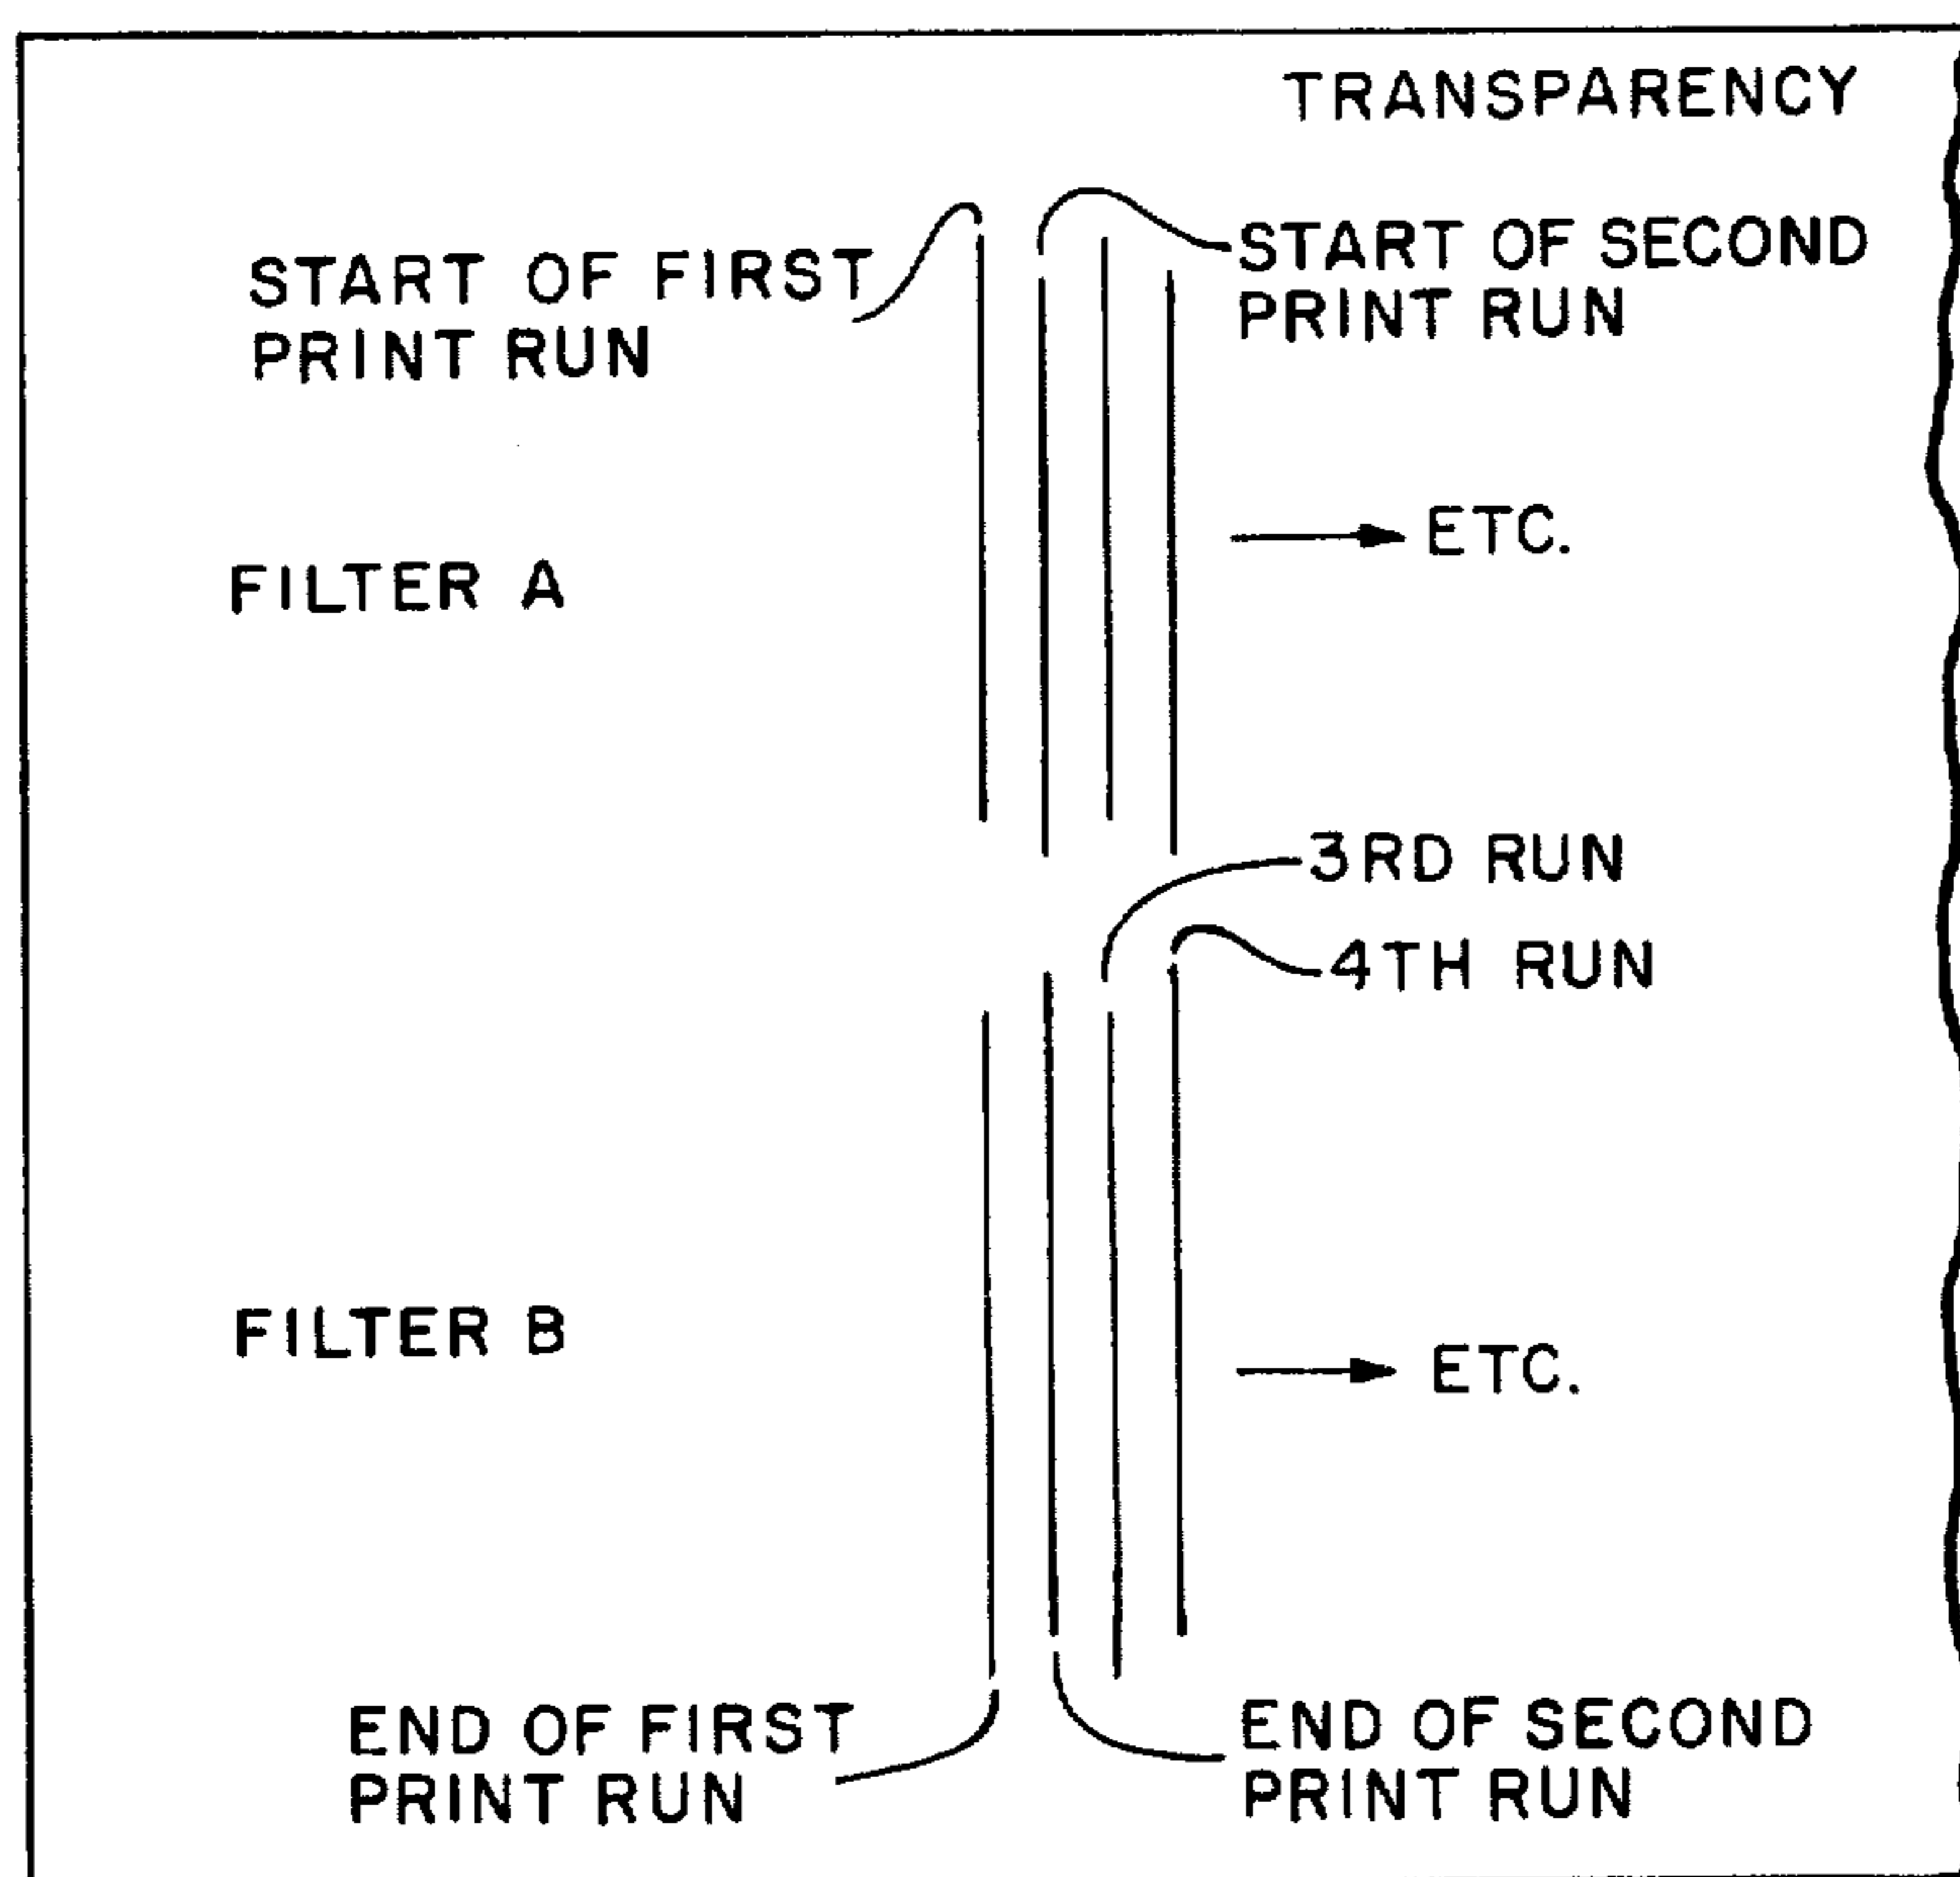 TRANSPARENCY
START OF FIRST
PRINT RUN
START OF SECOND
PRINT RUN
ETC.
FILTER A
3RD RUN
4TH RUN
FILTER B
ETC.
END OF FIRST
PRINT RUN
END OF SECOND
PRINT RUN